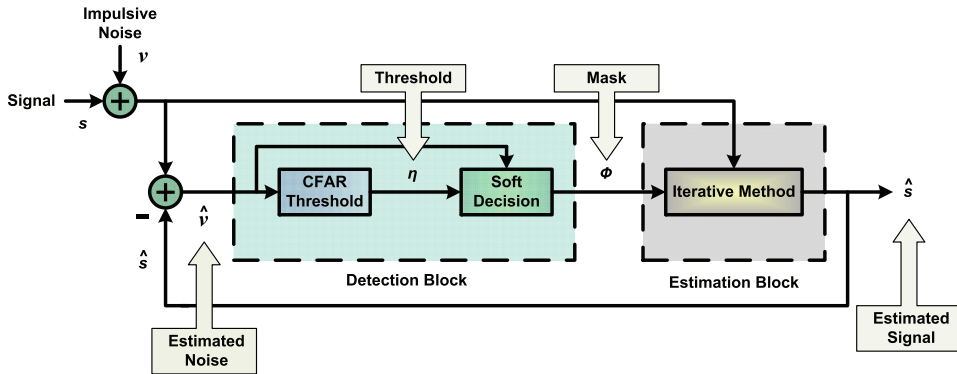 Impulsive
Noise
v
Signal
s
Threshold
Mask
CFAR
Threshold
η
Soft
Decision
Φ
Iterative Method
ŝ
v̂
ŝ
Detection Block
Estimation Block
Estimated
Noise
Estimated
Signal